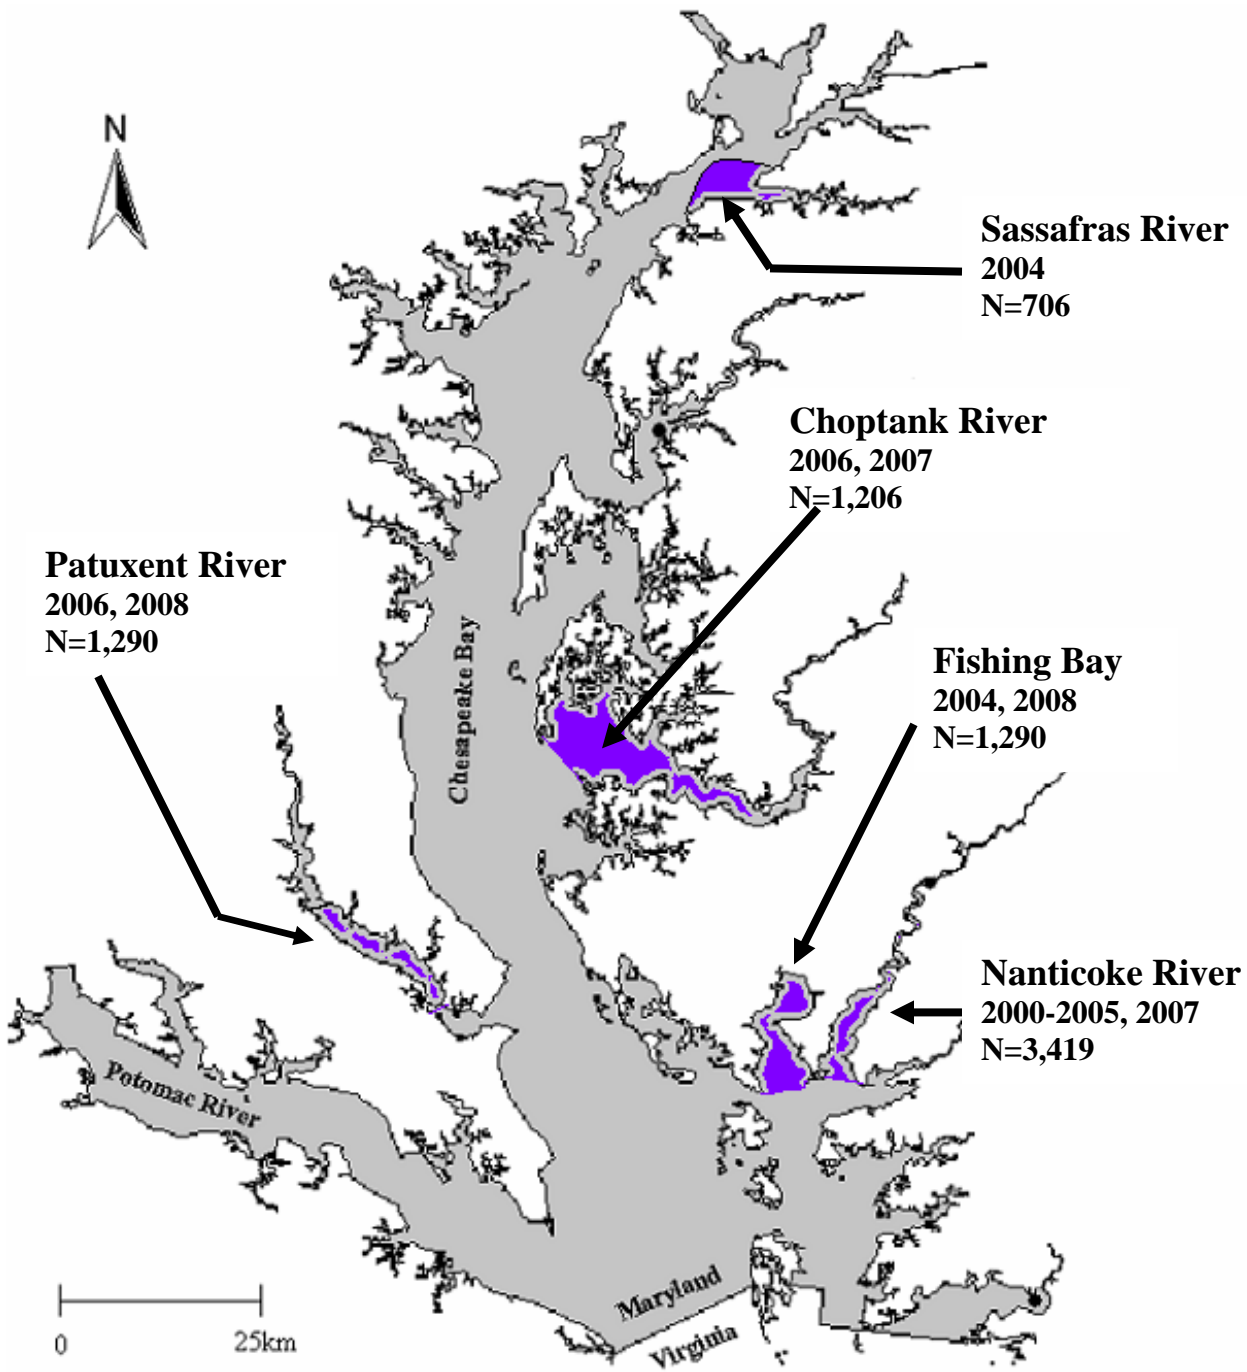 N
Sassafras River
2004
N=706
Choptank River
2006, 2007
N=1,206
Patuxent River
2006, 2008
N=1,290
Chesapeake Bay
Fishing Bay
2004, 2008
N=1,290
Nanticoke River
2000-2005, 2007
N=3,419
Potomac River
Maryland
Virginia
0
25km